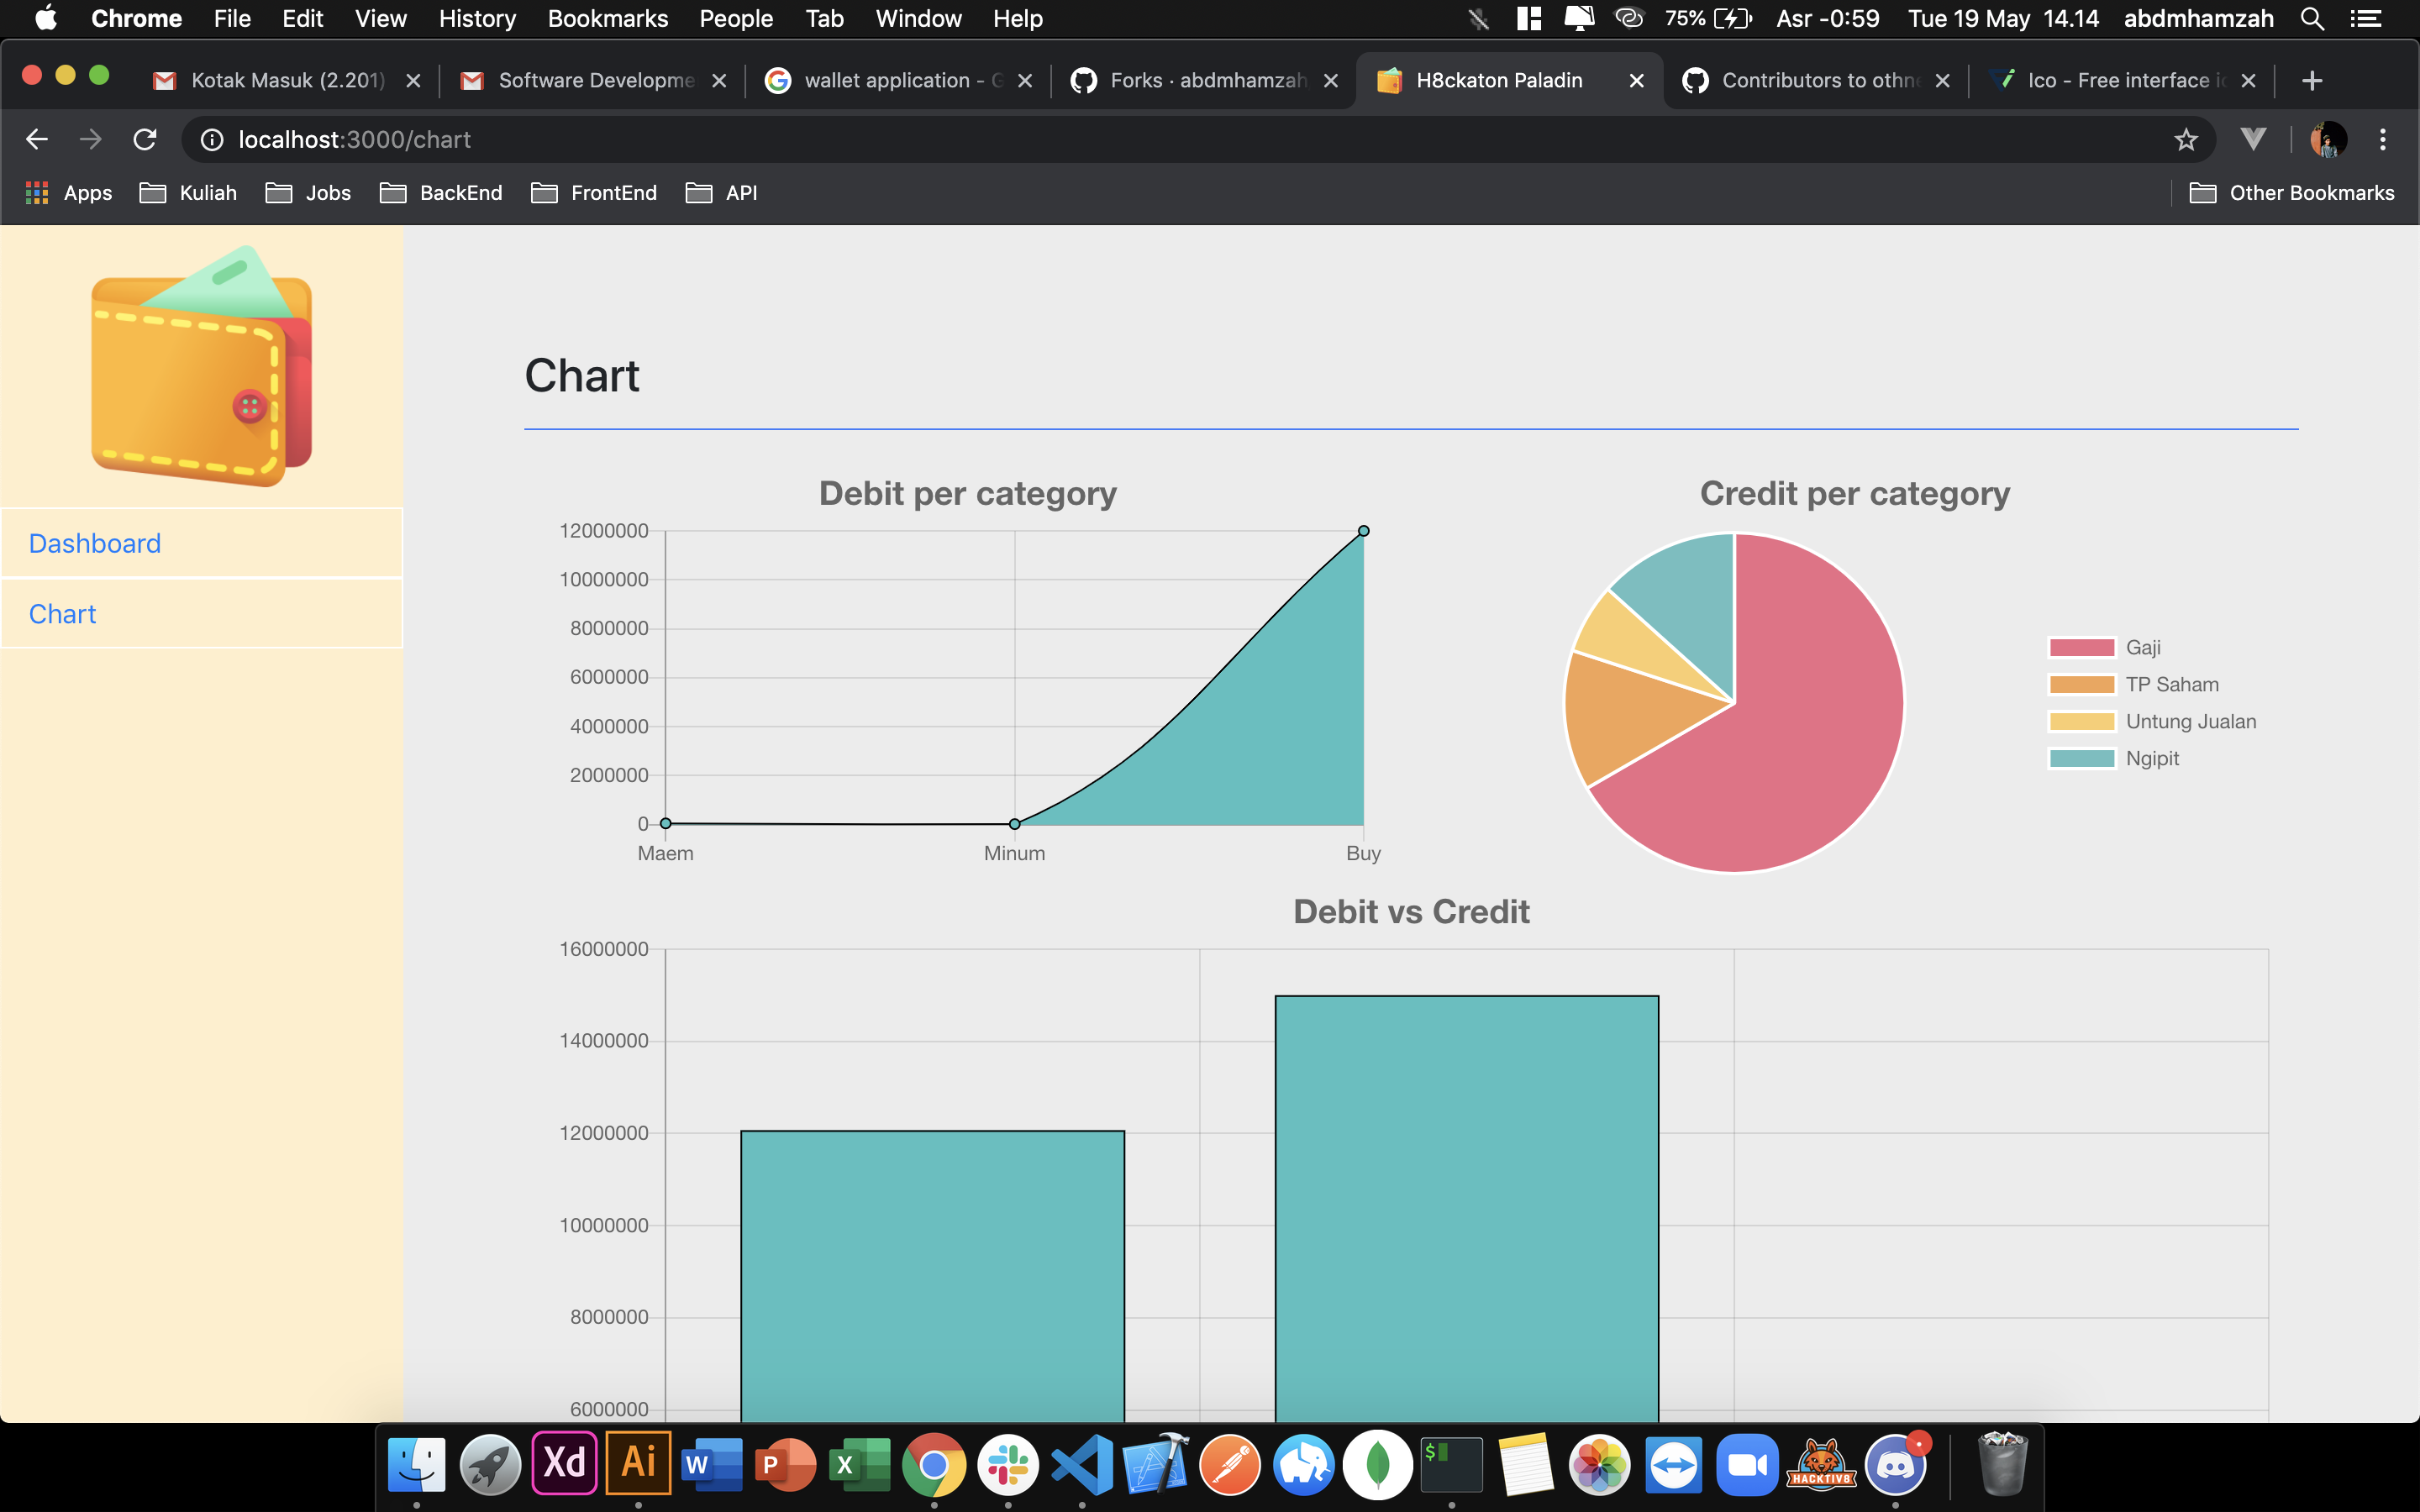 Chrome File Edit View History Bookmarks People Tab Window Help 75% Asr -0:59 Tue 19 May 14.14 abdmhamzah
Kotak Masuk (2.201) Software Developme wallet application - G Forks · abdmhamzah H8ckaton Paladin Contributors to othne Ico - Free interface ic
localhost:3000/chart
Apps Kuliah Jobs BackEnd FrontEnd API Other Bookmarks
Dashboard
Chart
Chart
Debit per category
12000000
10000000
8000000
6000000
4000000
2000000
0
Maem Minum Buy
Credit per category
Gaji
TP Saham
Untung Jualan
Ngipit
Debit vs Credit
16000000
14000000
12000000
10000000
8000000
6000000
Xd Ai W P X $ HACKTIV8